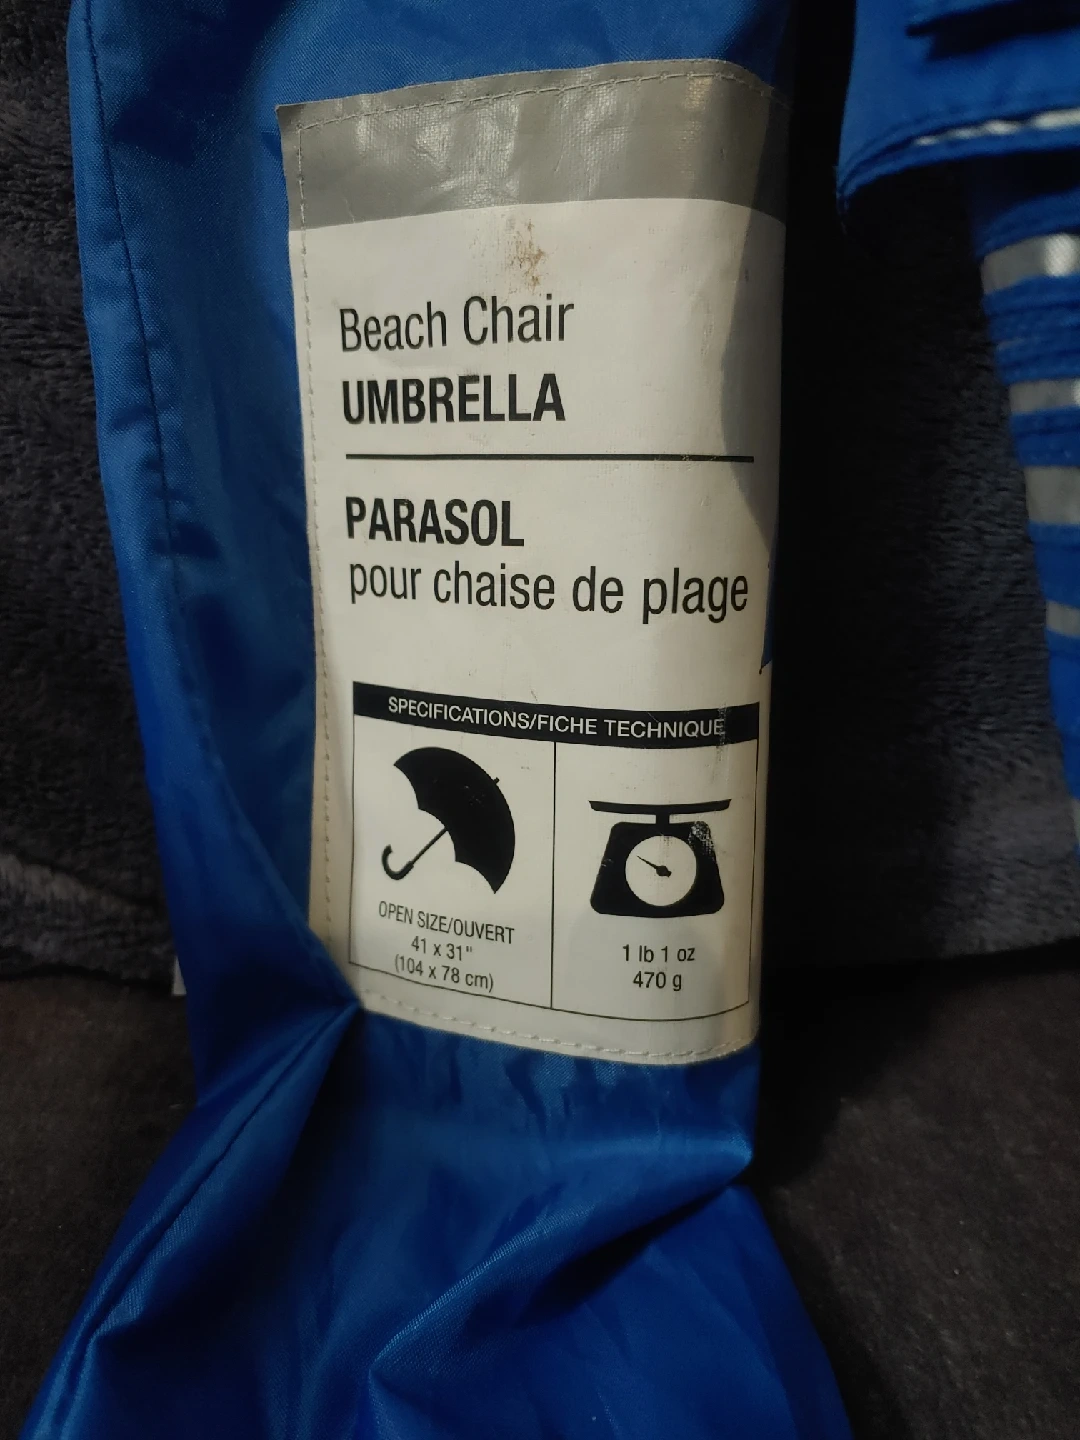 Beach Chair
UMBRELLA
PARASOL
pour chaise de plage
SPECIFICATIONS/FICHE TECHNIQUE
OPEN SIZE/OUVERT
41 x 31"
(104 x 78 cm)
1 lb 1 oz
470 g